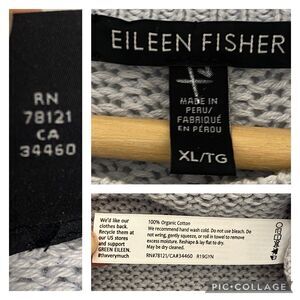 RN
78121
CA
34460
EILEEN FISHER
MADE IN
PERU/
FABRIQUÉ
EN PÉROU
XL/TG
We'd like our
clothes back.
Recycle them at
our US stores
and support
GREEN EILEEN.
100% Organic Cotton
We recommend hand wash cold. Do not use bleach. Do
not wring, gently squeeze, or roll in towel to remove
excess moisture. Reshape & lay flat to dry.
May be dry cleaned.
RN#78121/CA#34460 R19GYN
PIC•COLLAGE